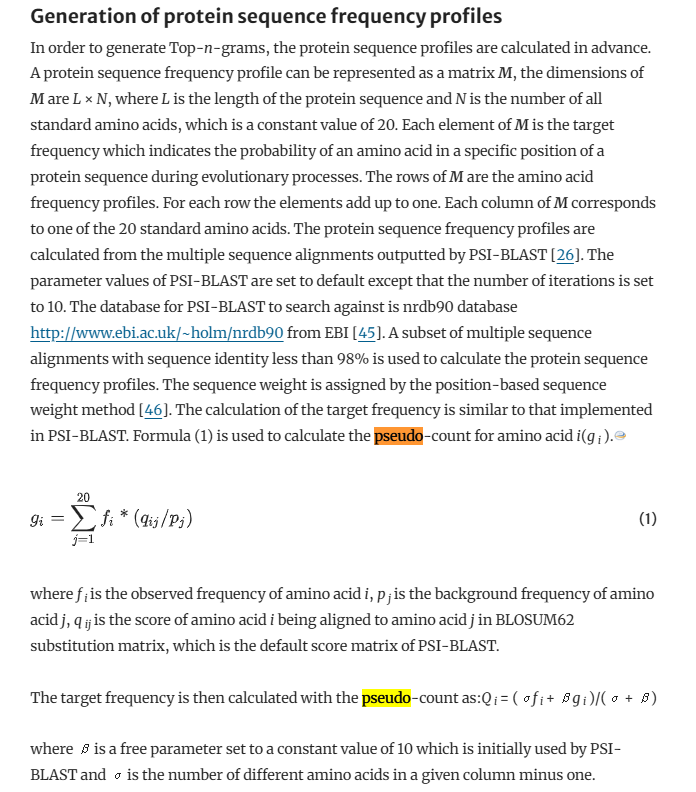 Generation of protein sequence frequency profiles
In order to generate Top-n-grams, the protein sequence profiles are calculated in advance.
A protein sequence frequency profile can be represented as a matrix M, the dimensions of
M are L × N, where L is the length of the protein sequence and N is the number of all
standard amino acids, which is a constant value of 20. Each element of M is the target
frequency which indicates the probability of an amino acid in a specific position of a
protein sequence during evolutionary processes. The rows of M are the amino acid
frequency profiles. For each row the elements add up to one. Each column of M corresponds
to one of the 20 standard amino acids. The protein sequence frequency profiles are
calculated from the multiple sequence alignments outputted by PSI-BLAST [26]. The
parameter values of PSI-BLAST are set to default except that the number of iterations is set
to 10. The database for PSI-BLAST to search against is nrdb90 database
http://www.ebi.ac.uk/~holm/nrdb90 from EBI [45]. A subset of multiple sequence
alignments with sequence identity less than 98% is used to calculate the protein sequence
frequency profiles. The sequence weight is assigned by the position-based sequence
weight method [46]. The calculation of the target frequency is similar to that implemented
in PSI-BLAST. Formula (1) is used to calculate the pseudo-count for amino acid i(g i ).
g_i = \sum_{j=1}^{20} f_i * (q_{ij}/p_j) (1)
where f i is the observed frequency of amino acid i, p j is the background frequency of amino
acid j, q ij is the score of amino acid i being aligned to amino acid j in BLOSUM62
substitution matrix, which is the default score matrix of PSI-BLAST.
The target frequency is then calculated with the pseudo-count as:Q i = ( σf i + βg i )/( σ + β)
where β is a free parameter set to a constant value of 10 which is initially used by PSI-
BLAST and σ is the number of different amino acids in a given column minus one.